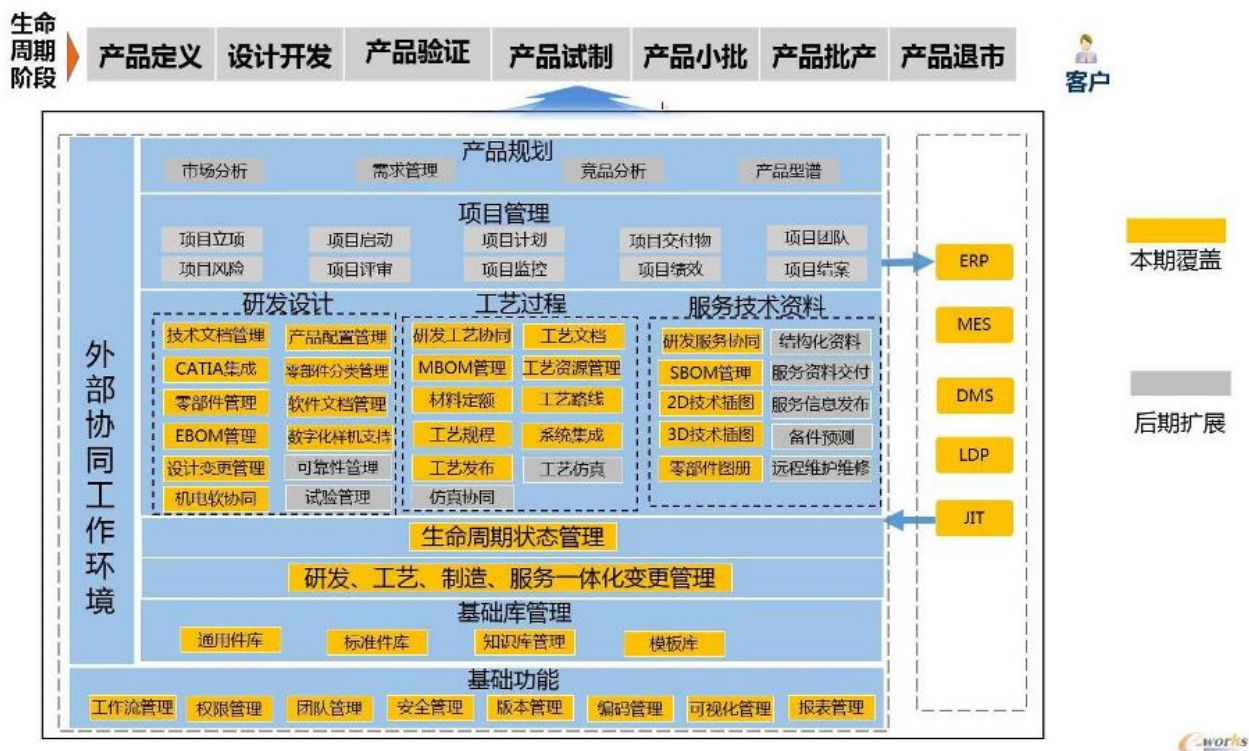 生命
周期
阶段
产品定义 设计开发 产品验证 产品试制 产品小批 产品批产 产品退市
客户
产品规划
市场分析 需求管理 竞品分析 产品型谱
项目管理
项目立项 项目启动 项目计划 项目交付物 项目团队
项目风险 项目评审 项目监控 项目绩效 项目结案
外部协同工作环境
研发设计
技术文档管理 产品配置管理
CATIA集成 零部件分类管理
零部件管理 软件文档管理
EBOM管理 数字化样机支持
设计变更管理 可靠性管理
机电软协同 试验管理
工艺过程
研发工艺协同 工艺文档
MBOM管理 工艺资源管理
材料定额 工艺路线
工艺规程 系统集成
工艺发布 工艺仿真
仿真协同
服务技术资料
研发服务协同 结构化资料
SBOM管理 服务资料交付
2D技术插图 服务信息发布
3D技术插图 备件预测
零部件图册 远程维护维修
生命周期状态管理
研发、工艺、制造、服务一体化变更管理
基础库管理
通用件库 标准件库 知识库管理 模板库
基础功能
工作流管理 权限管理 团队管理 安全管理 版本管理 编码管理 可视化管理 报表管理
ERP
MES
DMS
LDP
JIT
本期覆盖
后期扩展
e-works